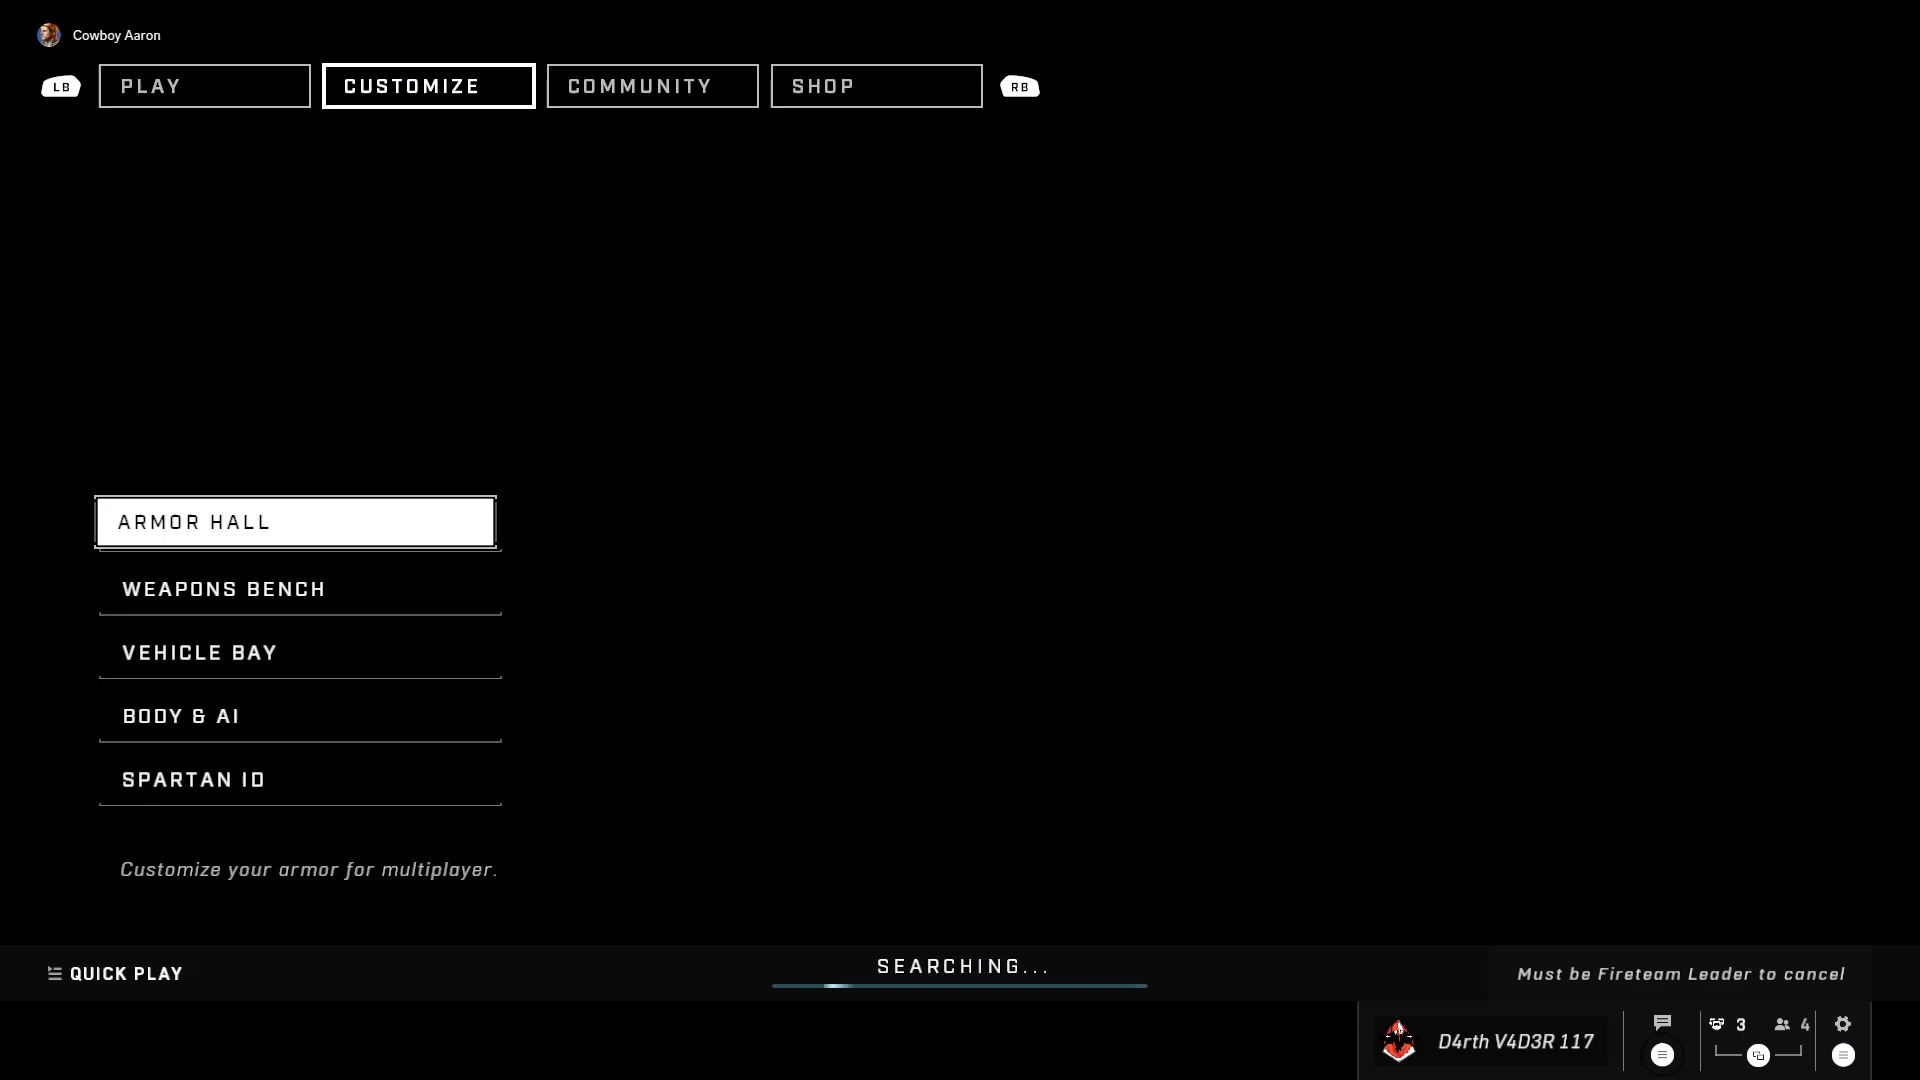 Cowboy Aaron
LB
PLAY
CUSTOMIZE
COMMUNITY
SHOP
RB
ARMOR HALL
WEAPONS BENCH
VEHICLE BAY
BODY & AI
SPARTAN ID
Customize your armor for multiplayer.
QUICK PLAY
SEARCHING...
Must be Fireteam Leader to cancel
D4rth V4D3R 117
3
4